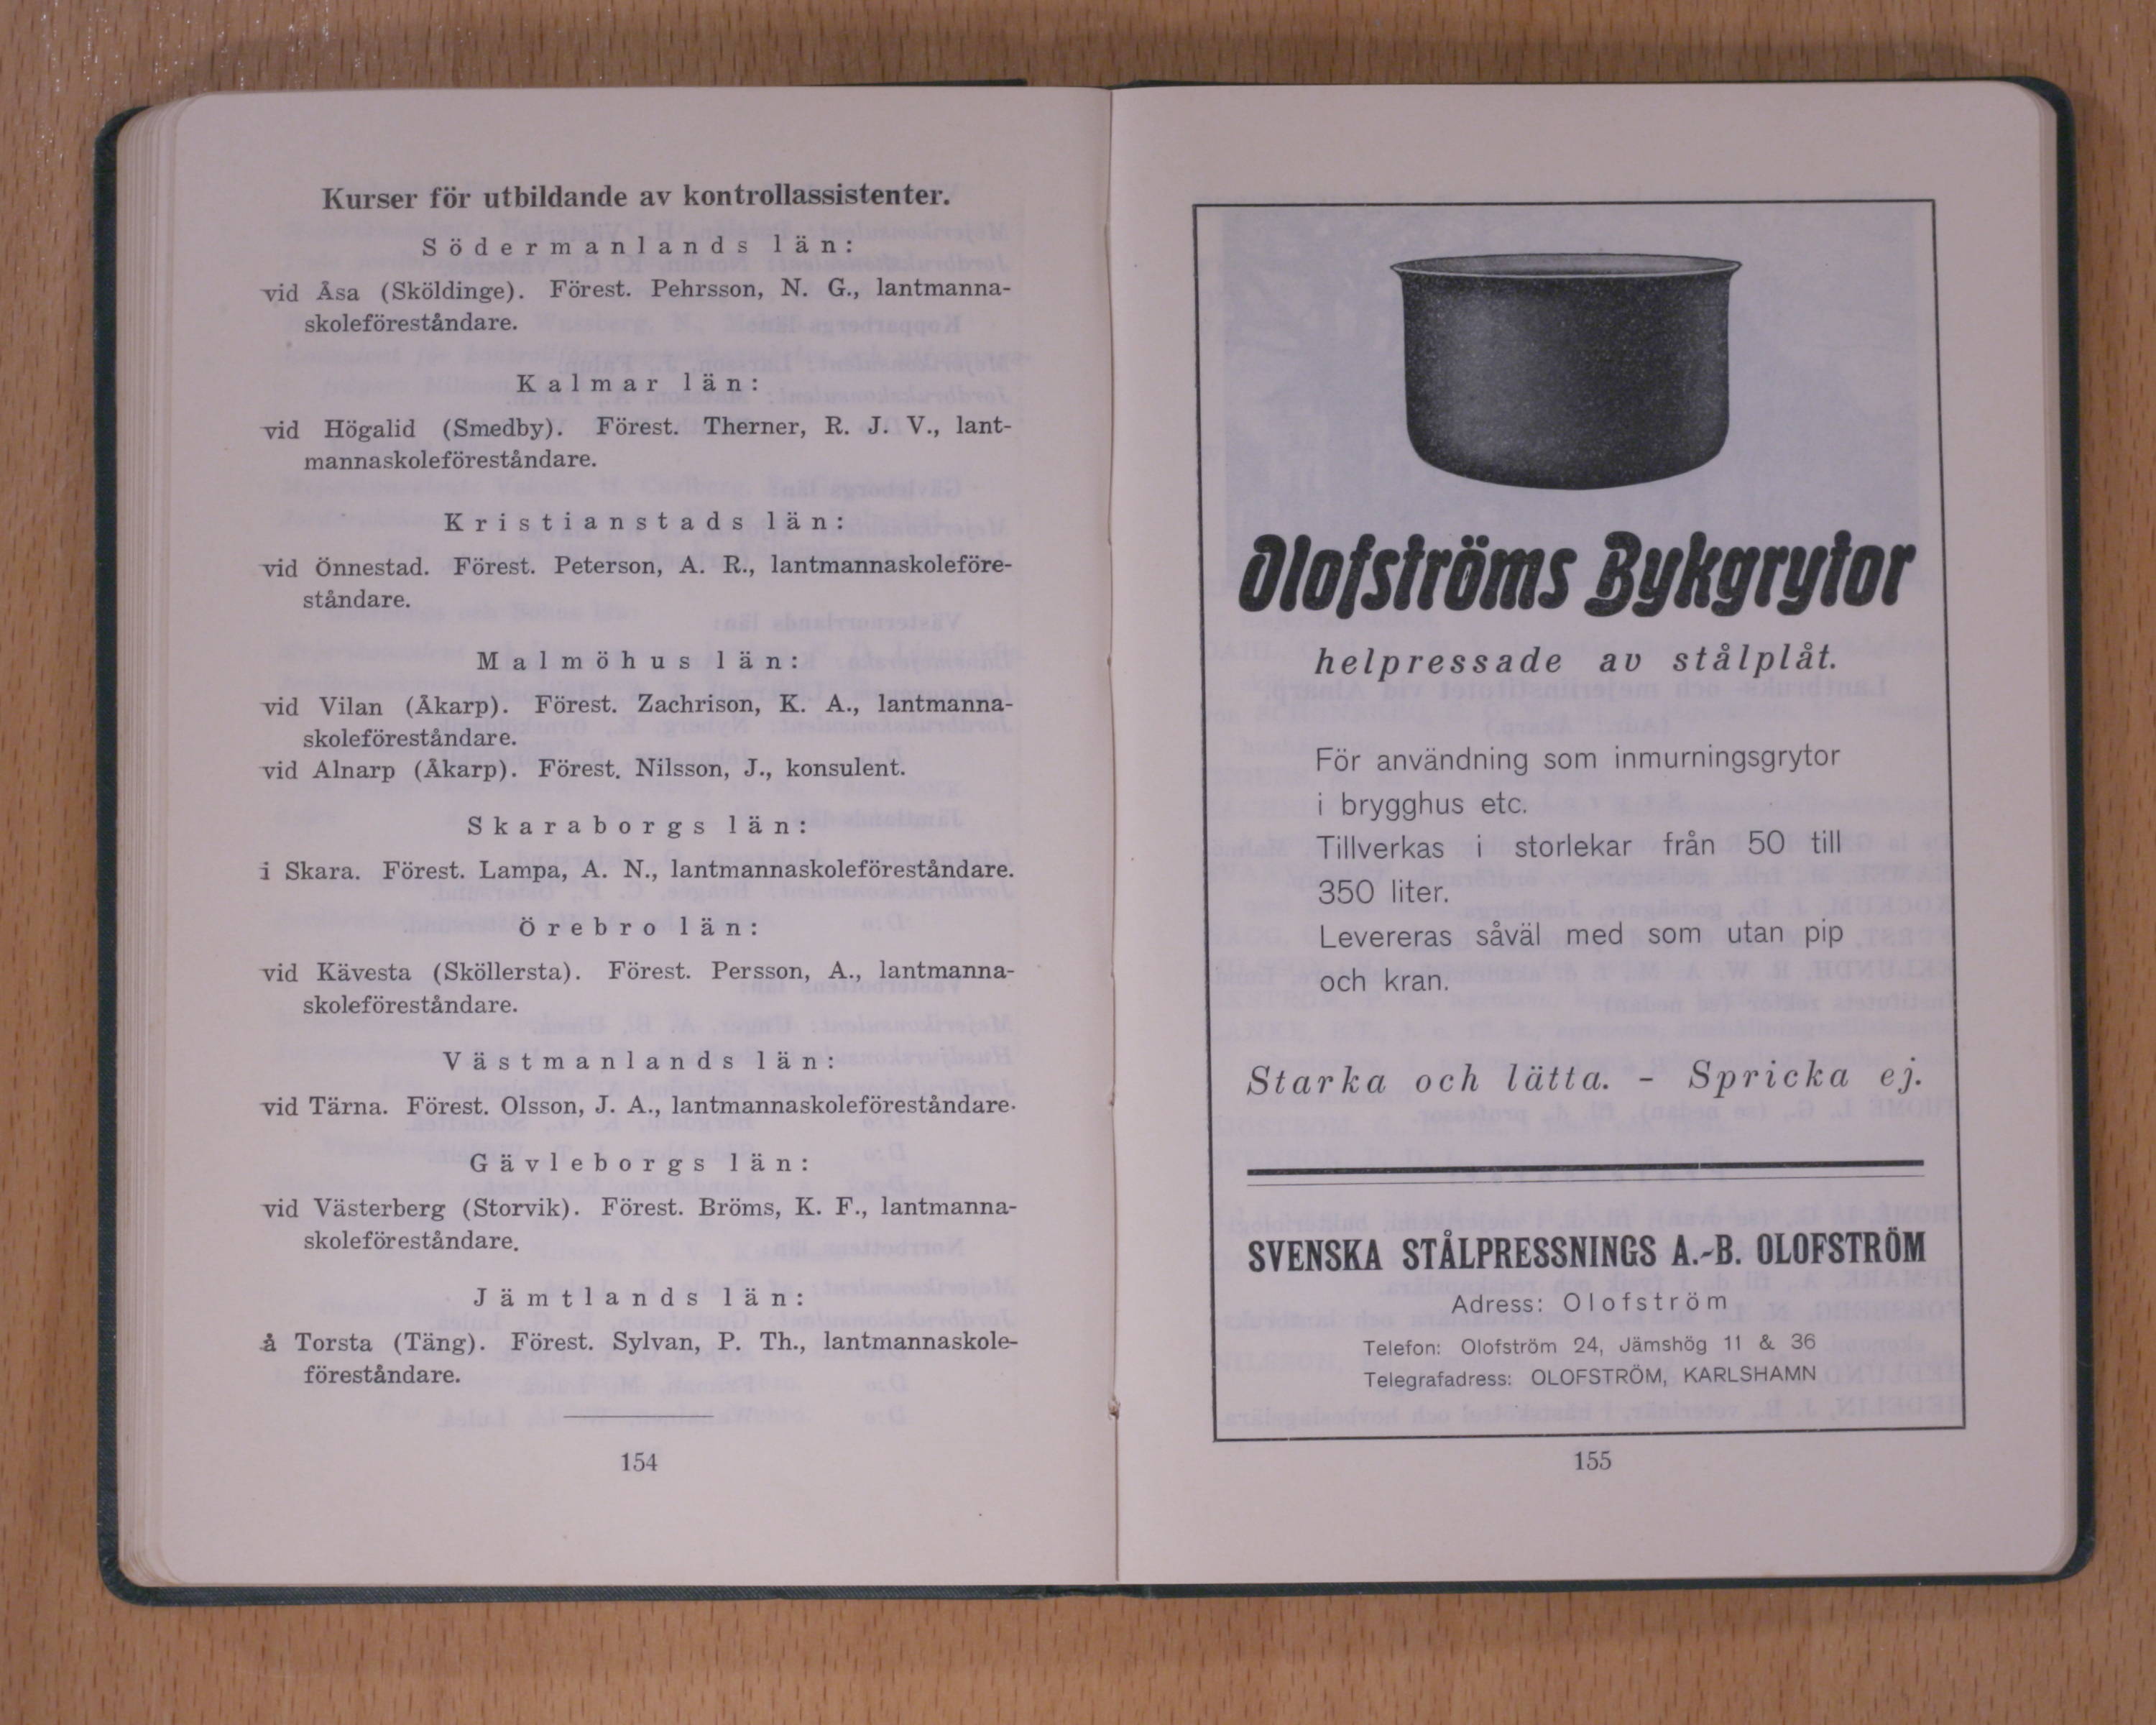 Kurser för utbildande av kontrollassistenter.
Södermanlands län:
vid Åsa (Sköldinge). Förest. Pehrsson, N. G., lantmanna-
skoleföreståndare.
Kalmar län:
vid Högalid (Smedby). Förest. Therner, R. J. V., lant-
mannaskoleföreståndare.
Kristianstads län:
vid Önnestad. Förest. Peterson, A. R., lantmannaskoleföre-
ståndare.
Malmöhus län:
vid Vilan (Åkarp). Förest. Zachrison, K. A., lantmanna-
skoleföreståndare.
vid Alnarp (Åkarp). Förest. Nilsson, J., konsulent.
Skaraborgs län:
i Skara. Förest. Lampa, A. N., lantmannaskoleföreståndare.
Örebro län:
vid Kävesta (Sköllersta). Förest. Persson, A., lantmanna-
skoleföreståndare.
Västmanlands län:
vid Tärna. Förest. Olsson, J. A., lantmannaskoleföreståndare.
Gävleborgs län:
vid Västerberg (Storvik). Förest. Bröms, K. F., lantmanna-
skoleföreståndare.
Jämtlands län:
å Torsta (Täng). Förest. Sylvan, P. Th., lantmannaskole-
föreståndare.
154
Olofströms Bykgrytor
helpressade av stålplåt.
För användning som inmurningsgrytor
i brygghus etc.
Tillverkas i storlekar från 50 till
350 liter.
Levereras såväl med som utan pip
och kran.
Starka och lätta. - Spricka ej.
SVENSKA STÅLPRESSNINGS A.-B. OLOFSTRÖM
Adress: Olofström
Telefon: Olofström 24, Jämshög 11 & 36
Telegrafadress: OLOFSTRÖM, KARLSHAMN
155